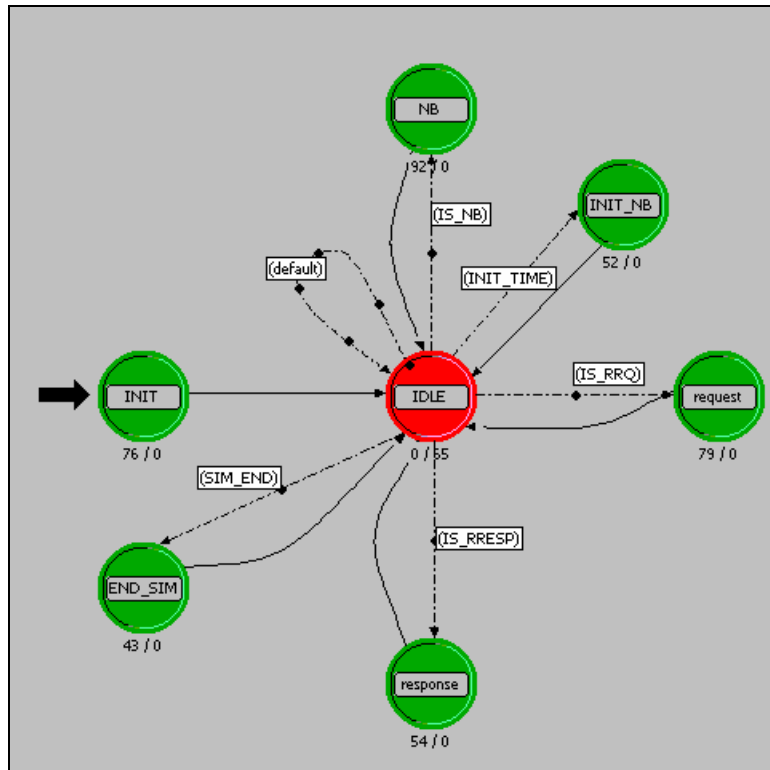 NB
92 / 0
(IS_NB)
INIT_NB
52 / 0
(default)
(INIT_TIME)
INIT
76 / 0
IDLE
0 / 55
(IS_RRQ)
request
79 / 0
(SIM_END)
(IS_RRESP)
END_SIM
43 / 0
response
54 / 0